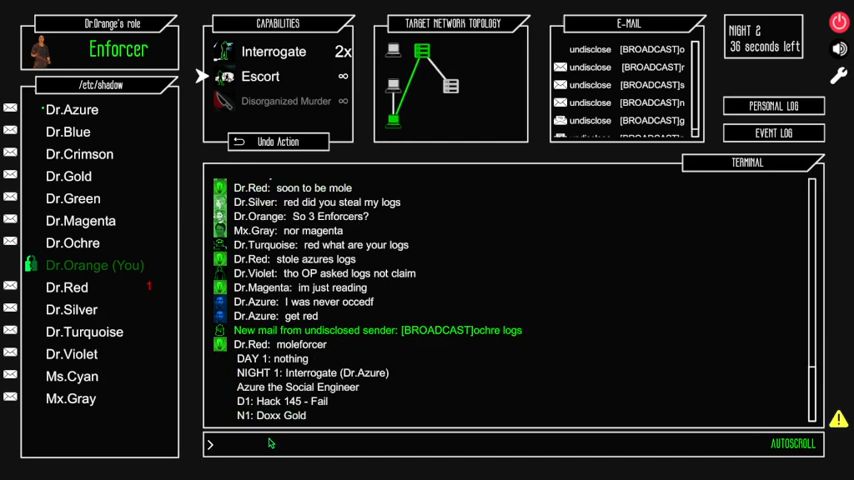 Dr.Orange's role
Enforcer
CAPABILITIES
Interrogate 2x
Escort ∞
Disorganized Murder ∞
Undo Action
TARGET NETWORK TOPOLOGY
E-MAIL
undisclose [BROADCAST]o
undisclose [BROADCAST]r
undisclose [BROADCAST]s
undisclose [BROADCAST]n
undisclose [BROADCAST]g
undisclose [BROADCAST]
NIGHT 2
36 seconds left
PERSONAL LOG
EVENT LOG
/etc/shadow
Dr.Azure
Dr.Blue
Dr.Crimson
Dr.Gold
Dr.Green
Dr.Magenta
Dr.Ochre
Dr.Orange (You)
Dr.Red 1
Dr.Silver
Dr.Turquoise
Dr.Violet
Ms.Cyan
Mx.Gray
TERMINAL
Dr.Red: soon to be mole
Dr.Silver: red did you steal my logs
Dr.Orange: So 3 Enforcers?
Mx.Gray: nor magenta
Dr.Turquoise: red what are your logs
Dr.Red: stole azures logs
Dr.Violet: tho OP asked logs not claim
Dr.Magenta: im just reading
Dr.Azure: I was never occedf
Dr.Azure: get red
New mail from undisclosed sender: [BROADCAST]ochre logs
Dr.Red: moleforcer
DAY 1: nothing
NIGHT 1: Interrogate (Dr.Azure)
Azure the Social Engineer
D1: Hack 145 - Fail
N1: Doxx Gold
>
AUTOSCROLL